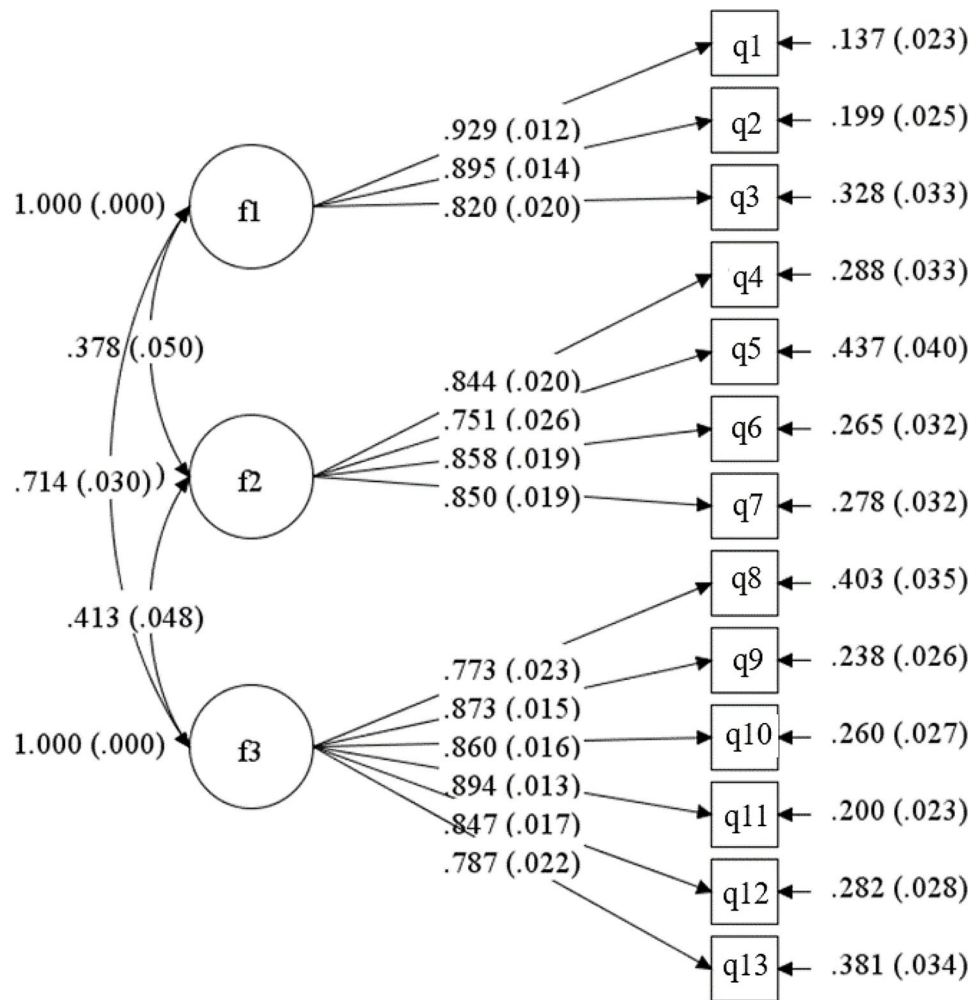 q1
.137 (.023)
q2
.199 (.025)
.929 (.012)
.895 (.014)
.820 (.020)
1.000 (.000)
f1
q3
.328 (.033)
q4
.288 (.033)
.378 (.050)
q5
.437 (.040)
.844 (.020)
.751 (.026)
.858 (.019)
.850 (.019)
q6
.265 (.032)
.714 (.030)
)
f2
q7
.278 (.032)
q8
.403 (.035)
.413 (.048)
.773 (.023)
.873 (.015)
.860 (.016)
.894 (.013)
.847 (.017)
.787 (.022)
q9
.238 (.026)
1.000 (.000)
f3
q10
.260 (.027)
q11
.200 (.023)
q12
.282 (.028)
q13
.381 (.034)